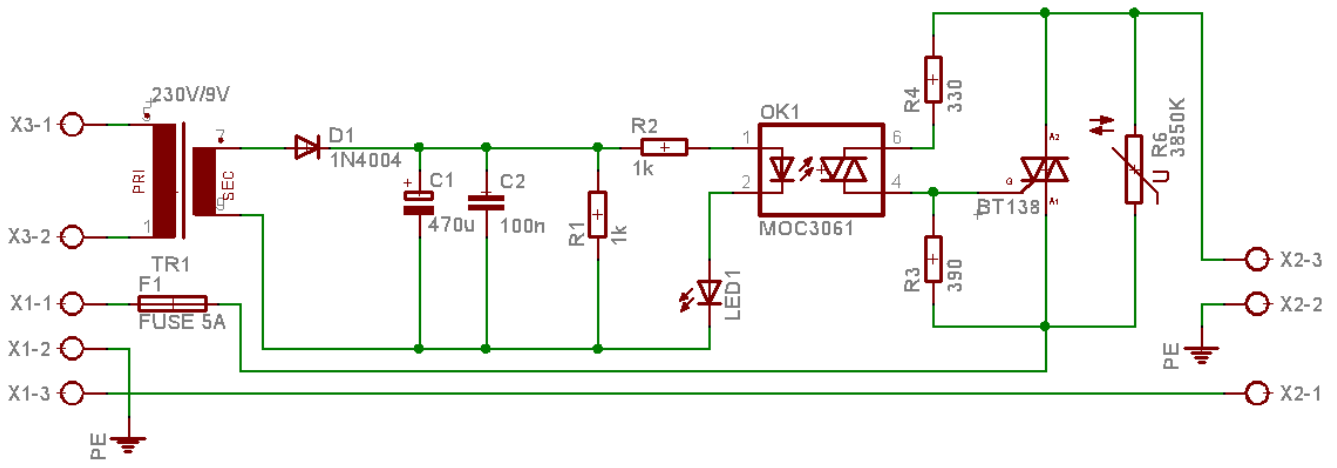 230V/9V
5
X3-1
PRI
1
X3-2
7
SEC
9
TR1
D1
1N4004
C1
470u
C2
100n
R1
1k
R2
1k
OK1
1
2
6
4
MOC3061
LED1
R4
330
R3
390
A2
G
A1
BT138
R6
3850K
U
X1-1
F1
FUSE 5A
X1-2
X1-3
PE
X2-3
X2-2
PE
X2-1